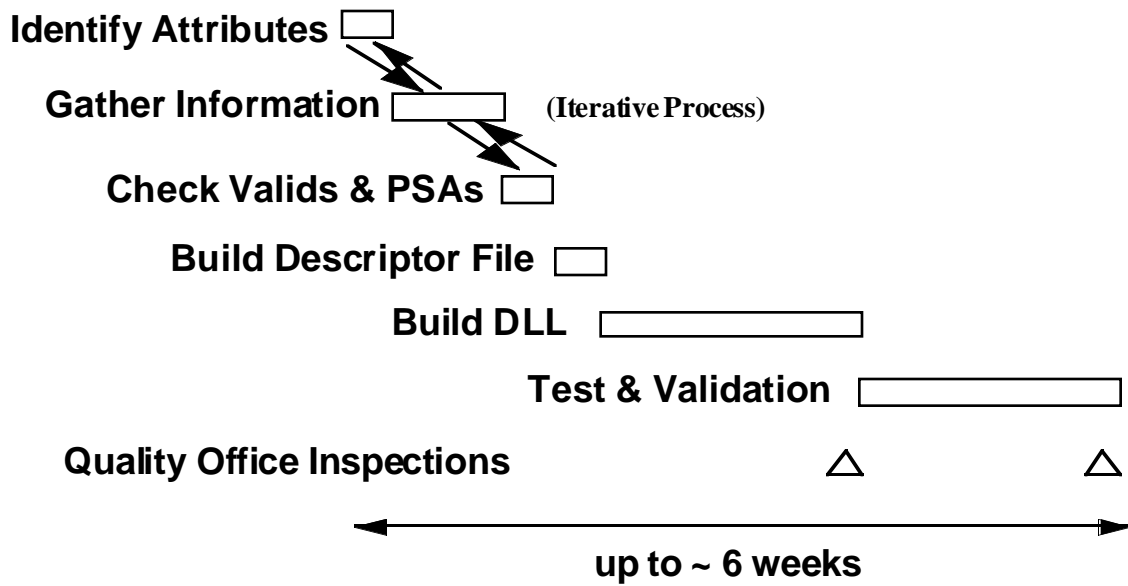 Identify Attributes
Gather Information (Iterative Process)
Check Valids & PSAs
Build Descriptor File
Build DLL
Test & Validation
Quality Office Inspections
up to ~ 6 weeks